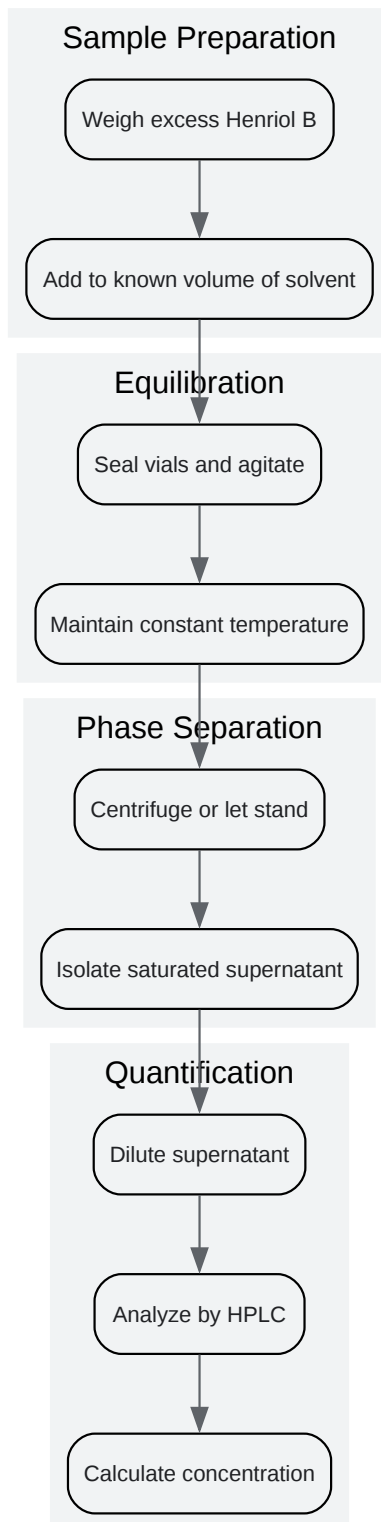 Sample Preparation
Weigh excess Henriol B
Add to known volume of solvent
Equilibration
Seal vials and agitate
Maintain constant temperature
Phase Separation
Centrifuge or let stand
Isolate saturated supernatant
Quantification
Dilute supernatant
Analyze by HPLC
Calculate concentration